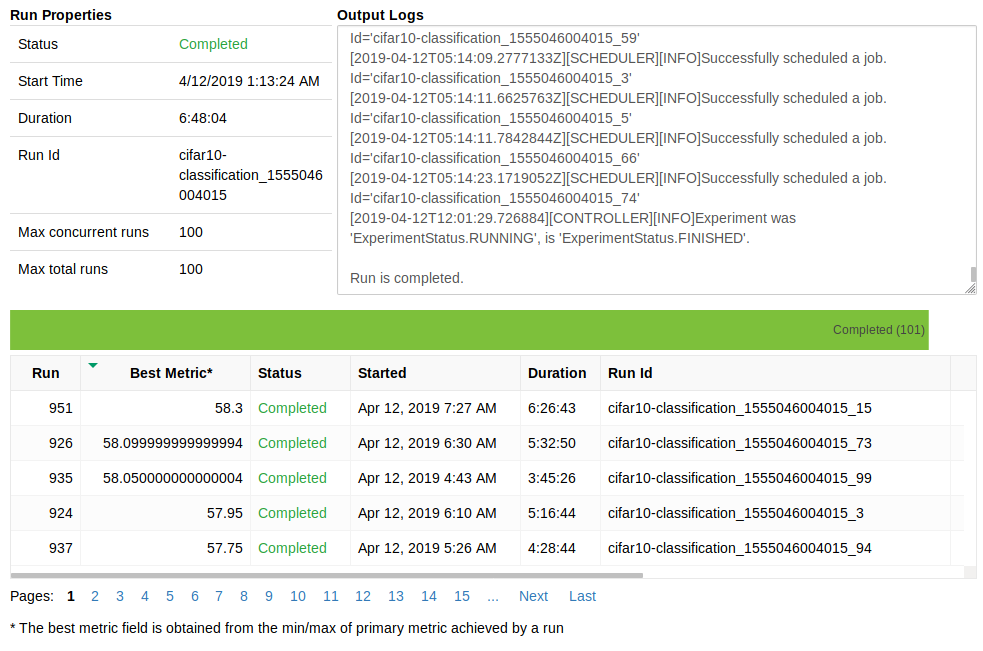 Run Properties
Status Completed
Start Time 4/12/2019 1:13:24 AM
Duration 6:48:04
Run Id cifar10-
classification_1555046
004015
Max concurrent runs 100
Max total runs 100
Output Logs
Id='cifar10-classification_1555046004015_59'
[2019-04-12T05:14:09.2777133Z][SCHEDULER][INFO]Successfully scheduled a job.
Id='cifar10-classification_1555046004015_3'
[2019-04-12T05:14:11.6625763Z][SCHEDULER][INFO]Successfully scheduled a job.
Id='cifar10-classification_1555046004015_5'
[2019-04-12T05:14:11.7842844Z][SCHEDULER][INFO]Successfully scheduled a job.
Id='cifar10-classification_1555046004015_66'
[2019-04-12T05:14:23.1719052Z][SCHEDULER][INFO]Successfully scheduled a job.
Id='cifar10-classification_1555046004015_74'
[2019-04-12T12:01:29.726884][CONTROLLER][INFO]Experiment was
'ExperimentStatus.RUNNING', is 'ExperimentStatus.FINISHED'.
Run is completed.
Completed (101)
Run Best Metric* Status Started Duration Run Id
951 58.3 Completed Apr 12, 2019 7:27 AM 6:26:43 cifar10-classification_1555046004015_15
926 58.099999999999994 Completed Apr 12, 2019 6:30 AM 5:32:50 cifar10-classification_1555046004015_73
935 58.050000000000004 Completed Apr 12, 2019 4:43 AM 3:45:26 cifar10-classification_1555046004015_99
924 57.95 Completed Apr 12, 2019 6:10 AM 5:16:44 cifar10-classification_1555046004015_3
937 57.75 Completed Apr 12, 2019 5:26 AM 4:28:44 cifar10-classification_1555046004015_94
Pages: 1 2 3 4 5 6 7 8 9 10 11 12 13 14 15 ... Next Last
* The best metric field is obtained from the min/max of primary metric achieved by a run